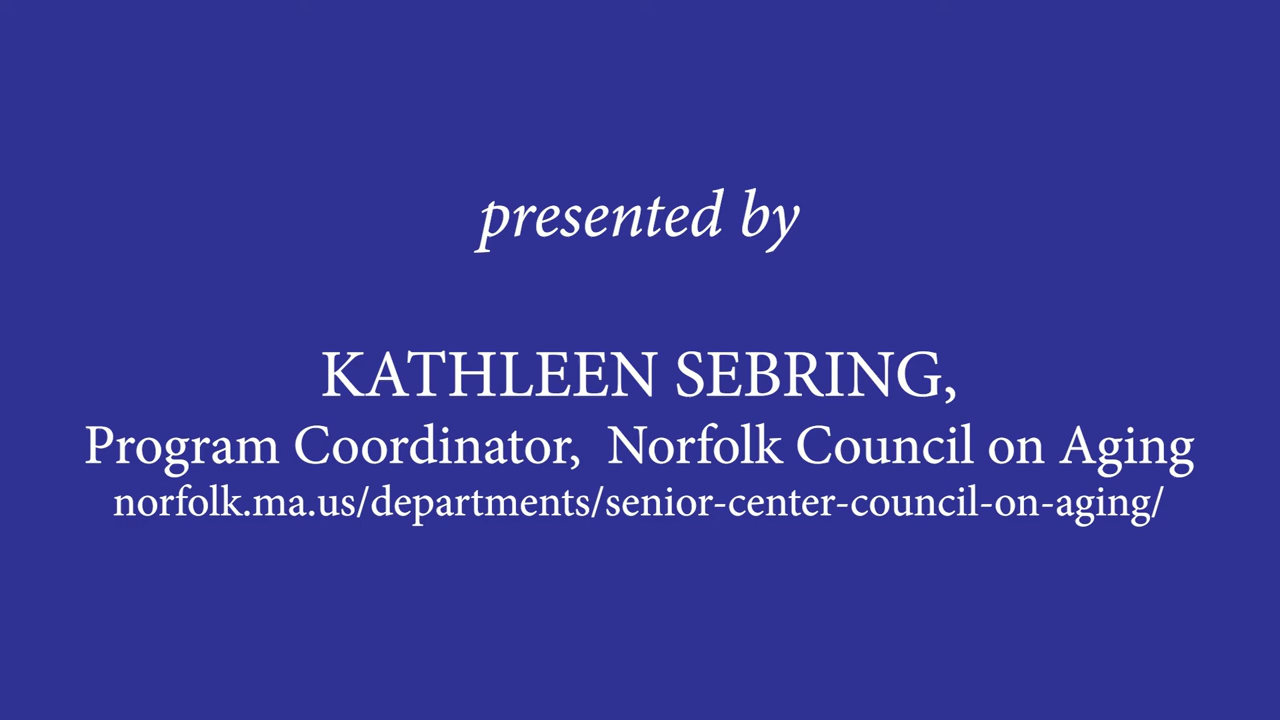 presented by
KATHLEEN SEBRING,
Program Coordinator, Norfolk Council on Aging
norfolk.ma.us/departments/senior-center-council-on-aging/